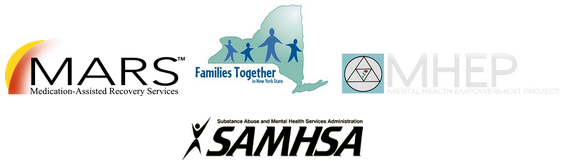 MARS™
Medication-Assisted Recovery Services
Families Together
in New York State
MHEP
MENTAL HEALTH EMPOWERMENT PROJECT
Substance Abuse and Mental Health Services Administration
SAMHSA